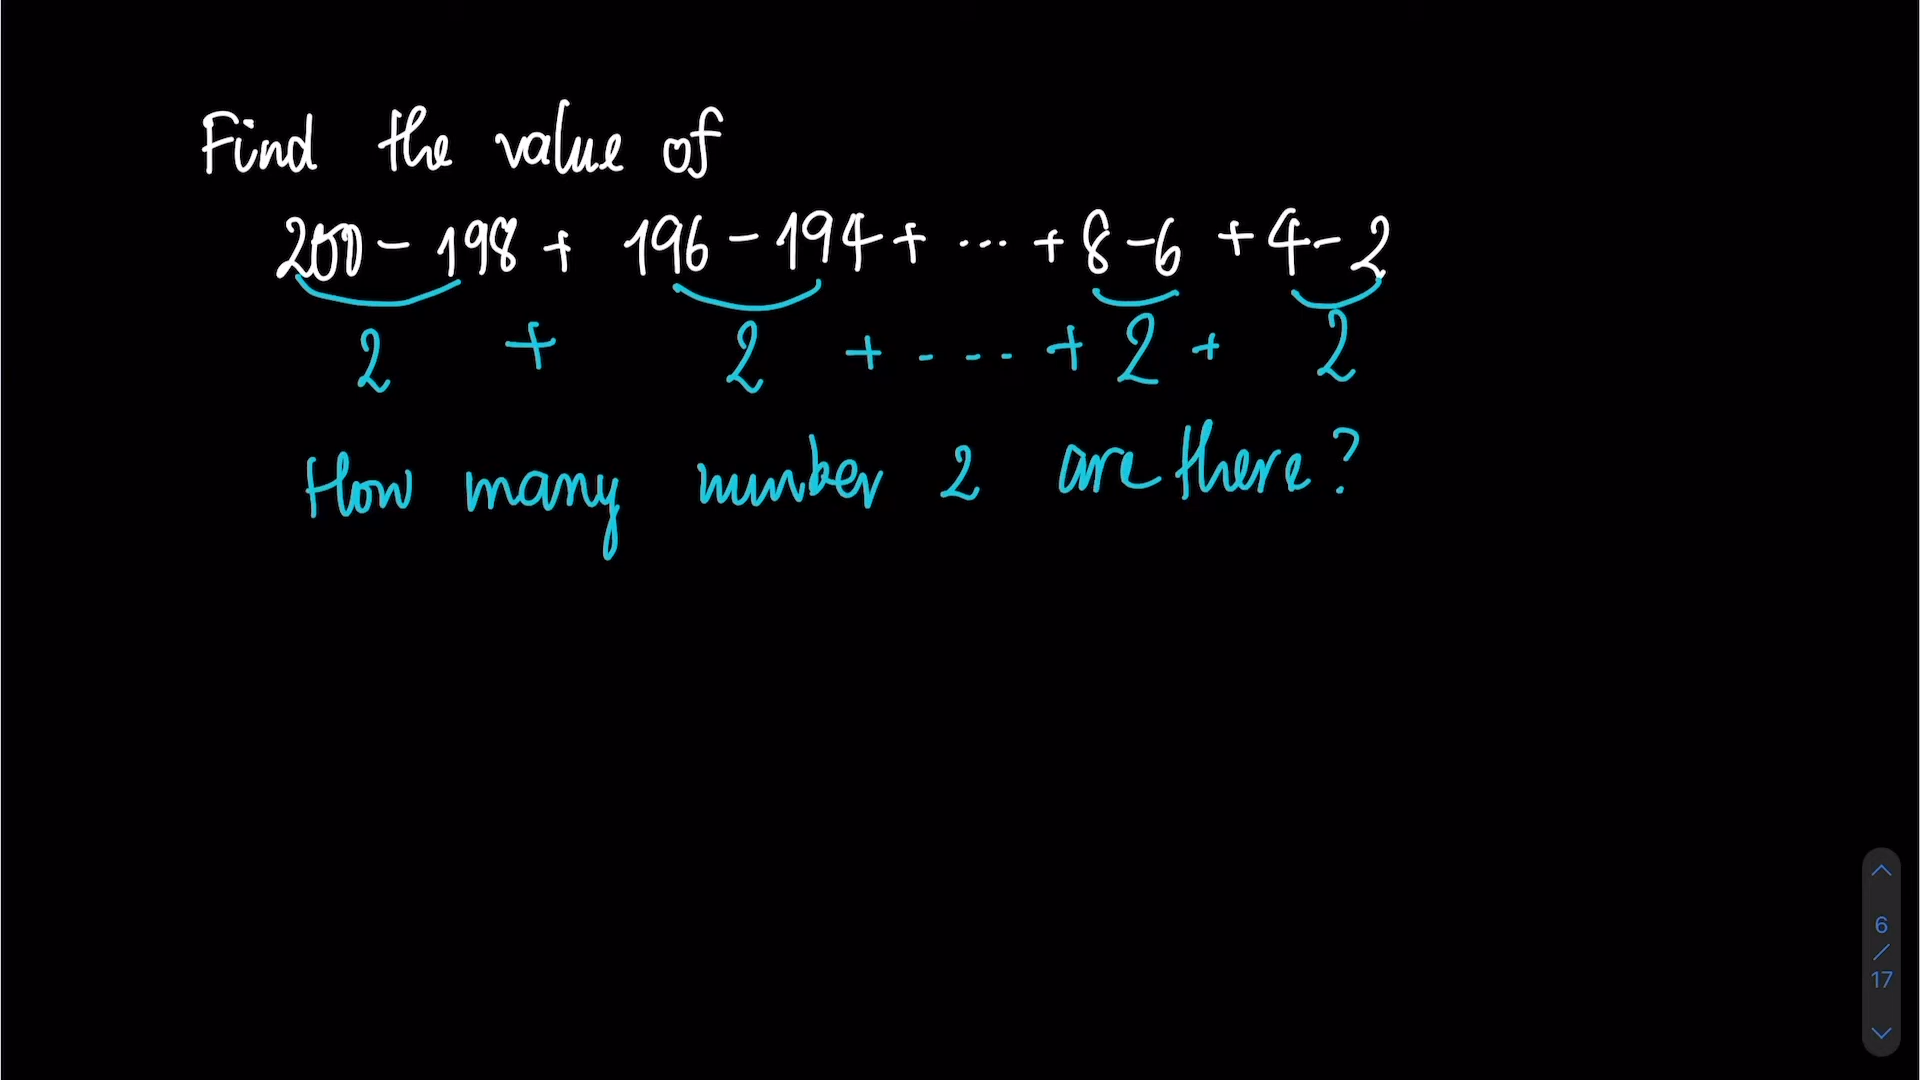 Find the value of
200 - 198 + 196 - 194 + ... + 8 - 6 + 4 - 2
2 + 2 + - - - - + 2 + 2
How many number 2 are there?
6
/
17